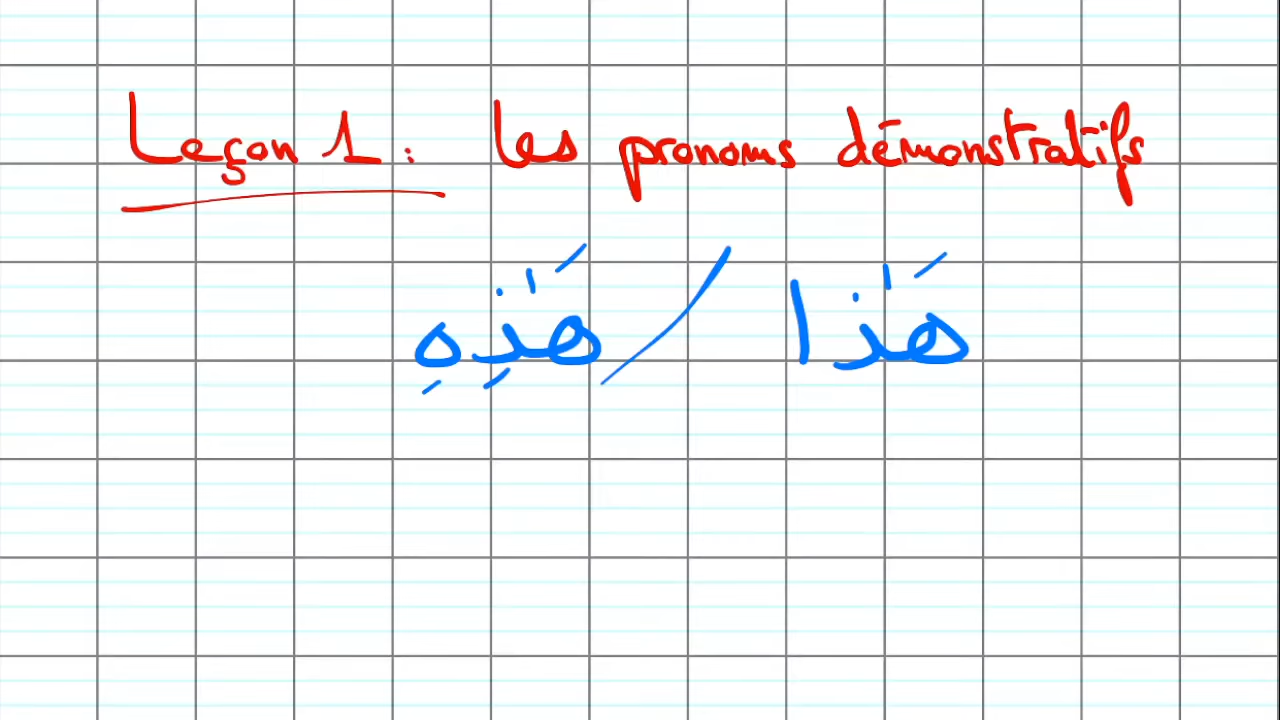 Leçon 1 : les pronoms démonstratifs
هَٰذَا / هَٰذِهِ